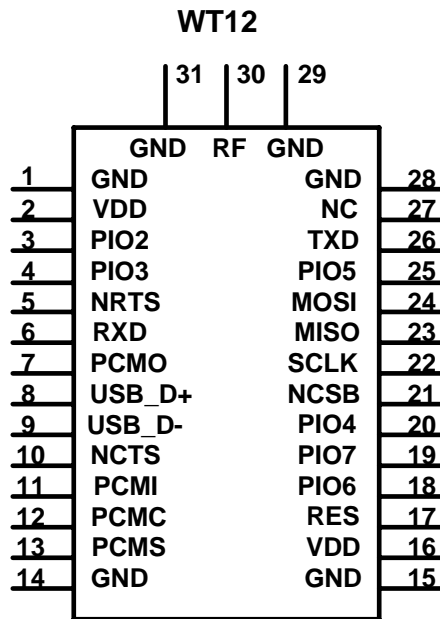 WT12
31 30 29
GND RF GND
1 GND GND 28
2 VDD NC 27
3 PIO2 TXD 26
4 PIO3 PIO5 25
5 NRTS MOSI 24
6 RXD MISO 23
7 PCMO SCLK 22
8 USB_D+ NCSB 21
9 USB_D- PIO4 20
10 NCTS PIO7 19
11 PCMI PIO6 18
12 PCMC RES 17
13 PCMS VDD 16
14 GND GND 15